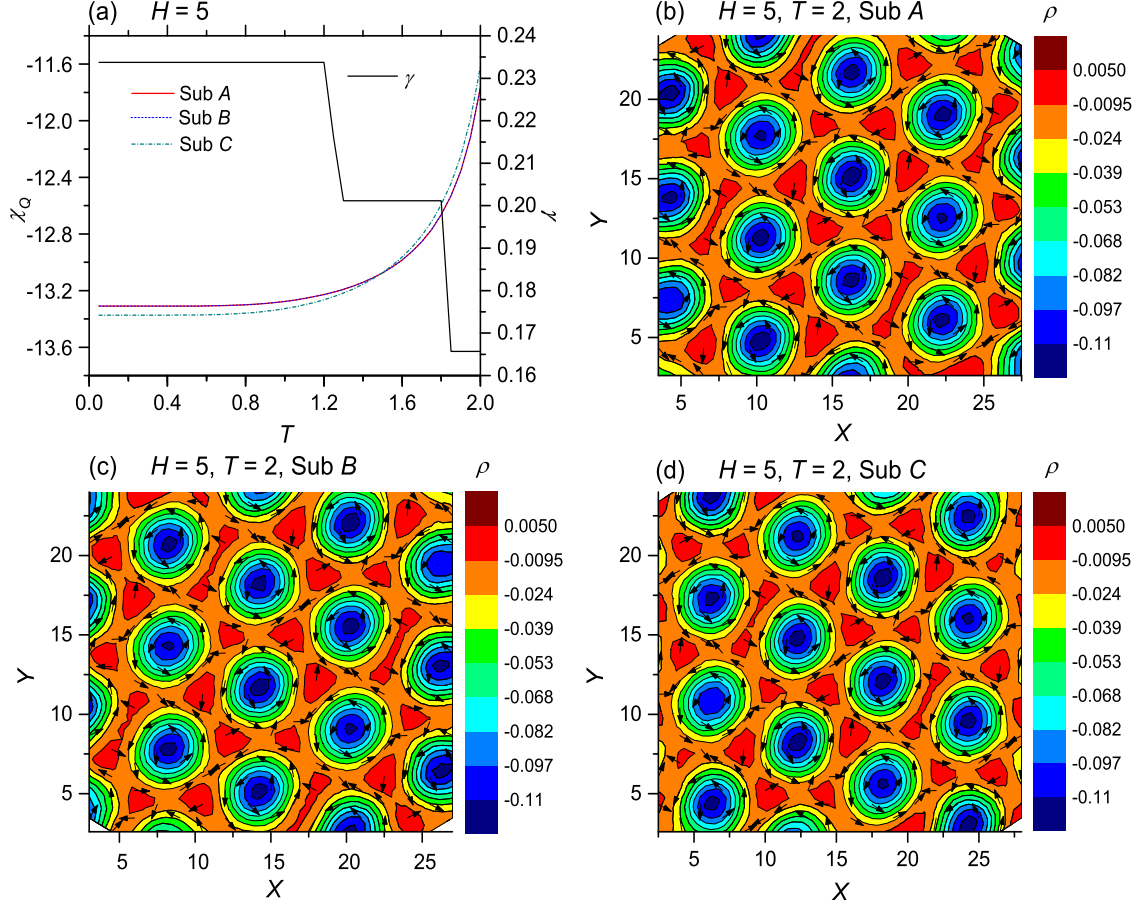 (a) H = 5
χQ
-11.6
-12.0
-12.4
-12.8
-13.2
-13.6
Sub A
Sub B
Sub C
γ
0.24
0.23
0.22
0.21
0.20
0.19
0.18
0.17
0.16
γ
0.0 0.4 0.8 1.2 1.6 2.0
T
(b) H = 5, T = 2, Sub A ρ
Y
20
15
10
5
5 10 15 20 25
X
0.0050
-0.0095
-0.024
-0.039
-0.053
-0.068
-0.082
-0.097
-0.11
(c) H = 5, T = 2, Sub B ρ
Y
20
15
10
5
5 10 15 20 25
X
0.0050
-0.0095
-0.024
-0.039
-0.053
-0.068
-0.082
-0.097
-0.11
(d) H = 5, T = 2, Sub C ρ
Y
20
15
10
5
5 10 15 20 25
X
0.0050
-0.0095
-0.024
-0.039
-0.053
-0.068
-0.082
-0.097
-0.11